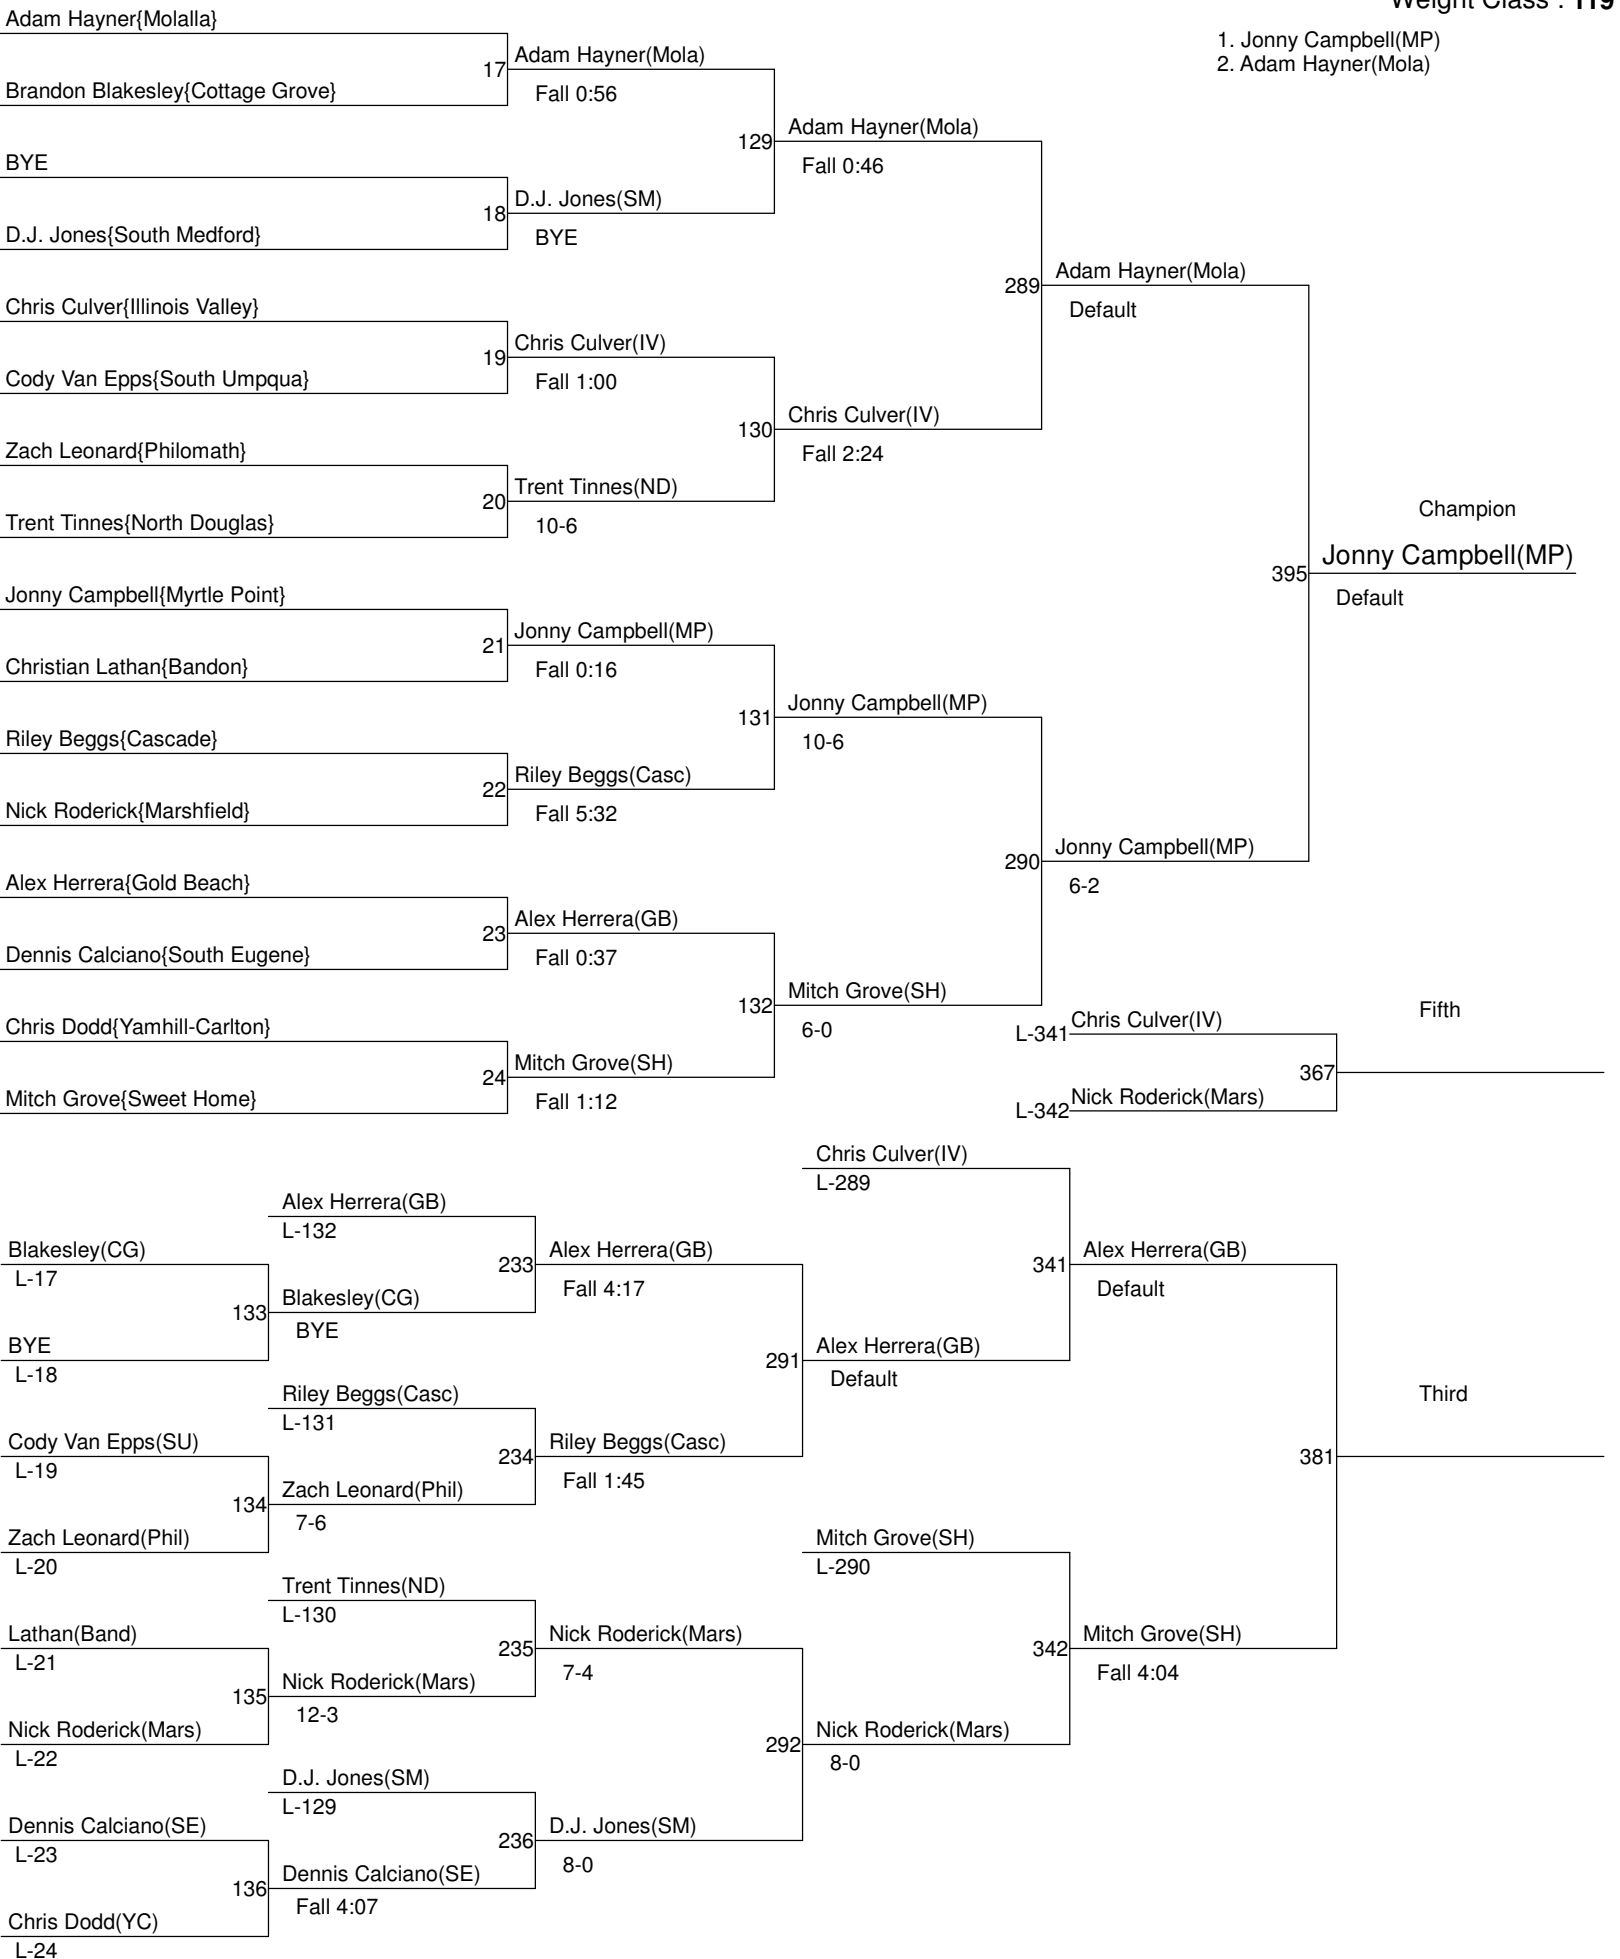 Weight Class : 119
1. Jonny Campbell(MP)
2. Adam Hayner(Mola)
Adam Hayner{Molalla}
17
Adam Hayner(Mola)
Brandon Blakesley{Cottage Grove}
Fall 0:56
129
Adam Hayner(Mola)
Fall 0:46
BYE
18
D.J. Jones(SM)
D.J. Jones{South Medford}
BYE
289
Adam Hayner(Mola)
Default
Chris Culver{Illinois Valley}
19
Chris Culver(IV)
Cody Van Epps{South Umpqua}
Fall 1:00
130
Chris Culver(IV)
Fall 2:24
Zach Leonard{Philomath}
20
Trent Tinnes(ND)
Trent Tinnes{North Douglas}
10-6
Champion
395
Jonny Campbell(MP)
Default
Jonny Campbell{Myrtle Point}
21
Jonny Campbell(MP)
Christian Lathan{Bandon}
Fall 0:16
131
Jonny Campbell(MP)
10-6
Riley Beggs{Cascade}
22
Riley Beggs(Casc)
Nick Roderick{Marshfield}
Fall 5:32
290
Jonny Campbell(MP)
6-2
Alex Herrera{Gold Beach}
23
Alex Herrera(GB)
Dennis Calciano{South Eugene}
Fall 0:37
132
Mitch Grove(SH)
6-0
Chris Dodd{Yamhill-Carlton}
24
Mitch Grove(SH)
Mitch Grove{Sweet Home}
Fall 1:12
Fifth
L-341
Chris Culver(IV)
367
L-342
Nick Roderick(Mars)
Chris Culver(IV)
L-289
Alex Herrera(GB)
L-132
Blakesley(CG)
L-17
233
Alex Herrera(GB)
Fall 4:17
341
Alex Herrera(GB)
Default
133
Blakesley(CG)
BYE
BYE
L-18
291
Alex Herrera(GB)
Default
Riley Beggs(Casc)
L-131
Third
Cody Van Epps(SU)
L-19
234
Riley Beggs(Casc)
Fall 1:45
381
134
Zach Leonard(Phil)
7-6
Zach Leonard(Phil)
L-20
Mitch Grove(SH)
L-290
Trent Tinnes(ND)
L-130
Lathan(Band)
L-21
235
Nick Roderick(Mars)
7-4
342
Mitch Grove(SH)
Fall 4:04
135
Nick Roderick(Mars)
12-3
Nick Roderick(Mars)
L-22
292
Nick Roderick(Mars)
8-0
D.J. Jones(SM)
L-129
Dennis Calciano(SE)
L-23
236
D.J. Jones(SM)
8-0
136
Dennis Calciano(SE)
Fall 4:07
Chris Dodd(YC)
L-24